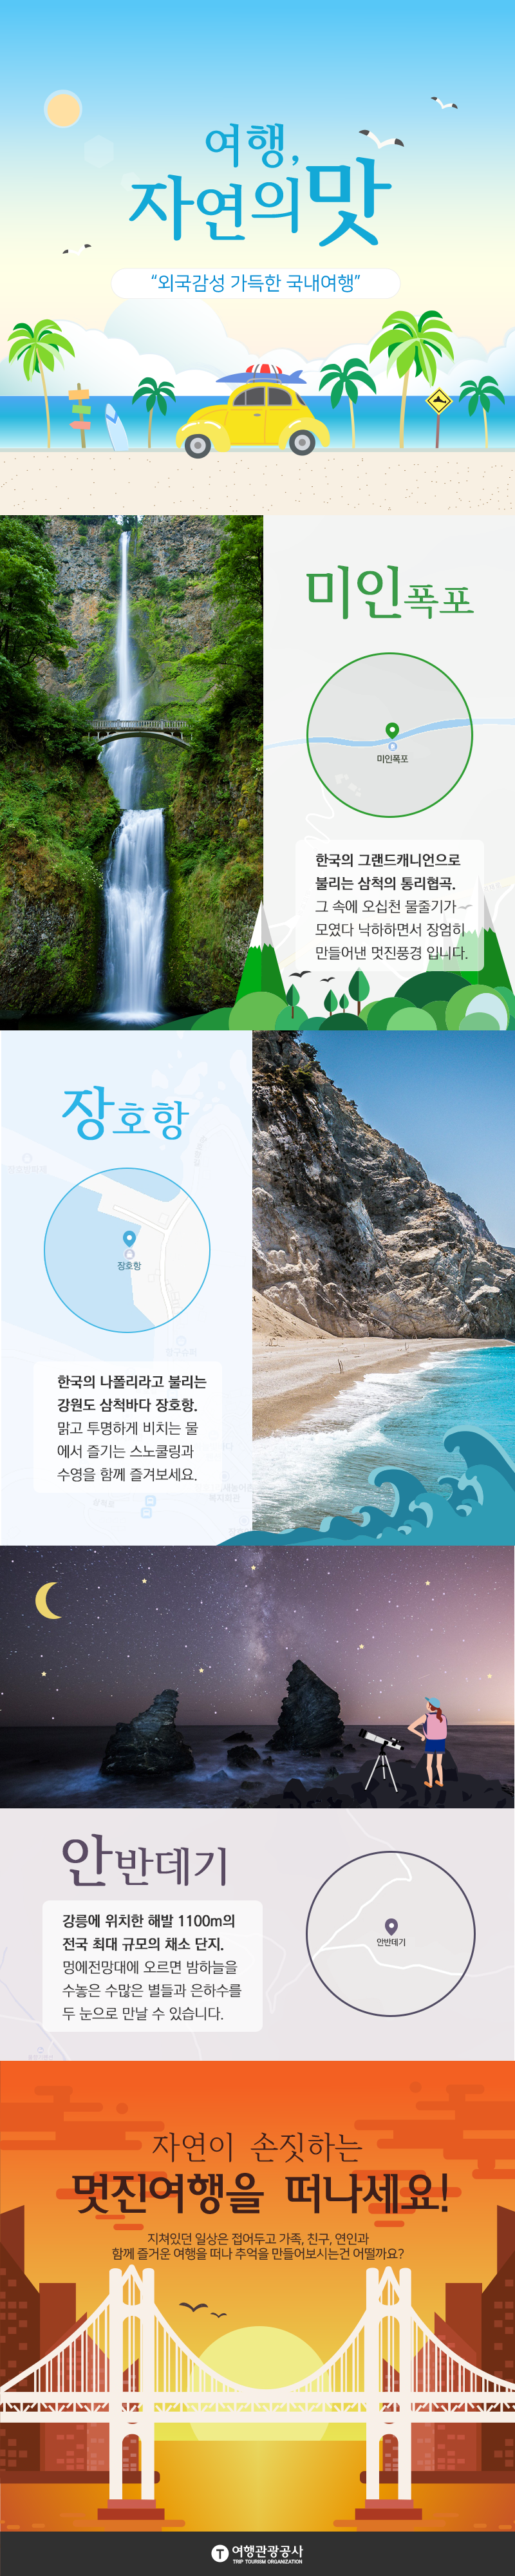 여행,
자연의맛
“외국감성 가득한 국내여행”
미인폭포
미인폭포
한국의 그랜드캐니언으로
불리는 삼척의 통리협곡.
그 속에 오십천 물줄기가
모였다 낙하하면서 장엄히
만들어낸 멋진풍경 입니다.
장호항
장호항
한국의 나폴리라고 불리는
강원도 삼척바다 장호항.
맑고 투명하게 비치는 물
에서 즐기는 스노쿨링과
수영을 함께 즐겨보세요.
안반데기
안반데기
강릉에 위치한 해발 1100m의
전국 최대 규모의 채소 단지.
멍에전망대에 오르면 밤하늘을
수놓은 수많은 별들과 은하수를
두 눈으로 만날 수 있습니다.
자연이 손짓하는
멋진여행을 떠나세요!
지쳐있던 일상은 접어두고 가족, 친구, 연인과
함께 즐거운 여행을 떠나 추억을 만들어보시는건 어떨까요?
T 여행관광공사
TRIP TOURISM ORGANIZATION